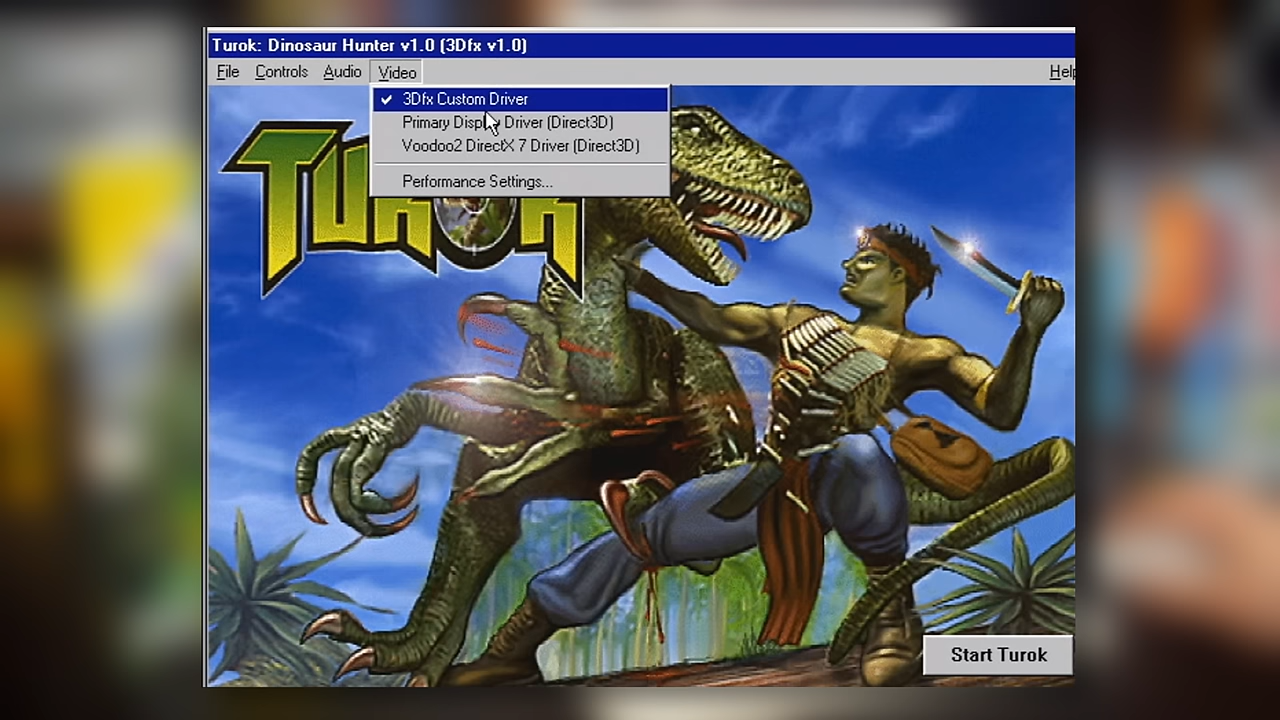 Turok: Dinosaur Hunter v1.0 (3Dfx v1.0)
File Controls Audio Video Help
3Dfx Custom Driver
Primary Display Driver (Direct3D)
Voodoo2 DirectX 7 Driver (Direct3D)
Performance Settings...
TUROK
Start Turok